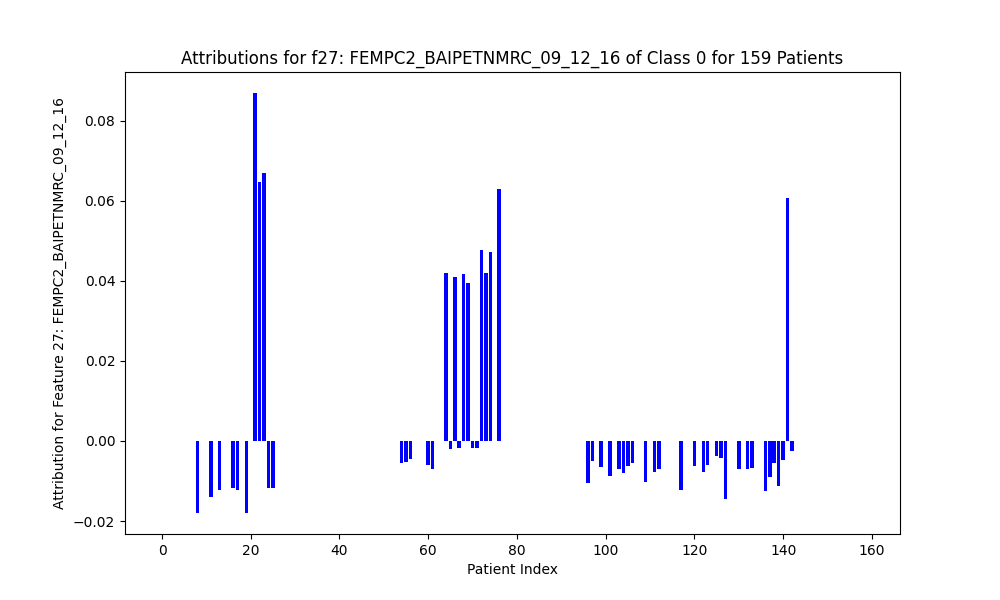 Attributions for f27: FEMPC2_BAIPETNMRC_09_12_16 of Class 0 for 159 Patients
Attribution for Feature 27: FEMPC2_BAIPETNMRC_09_12_16
0.08
0.06
0.04
0.02
0.00
−0.02
0 20 40 60 80 100 120 140 160
Patient Index